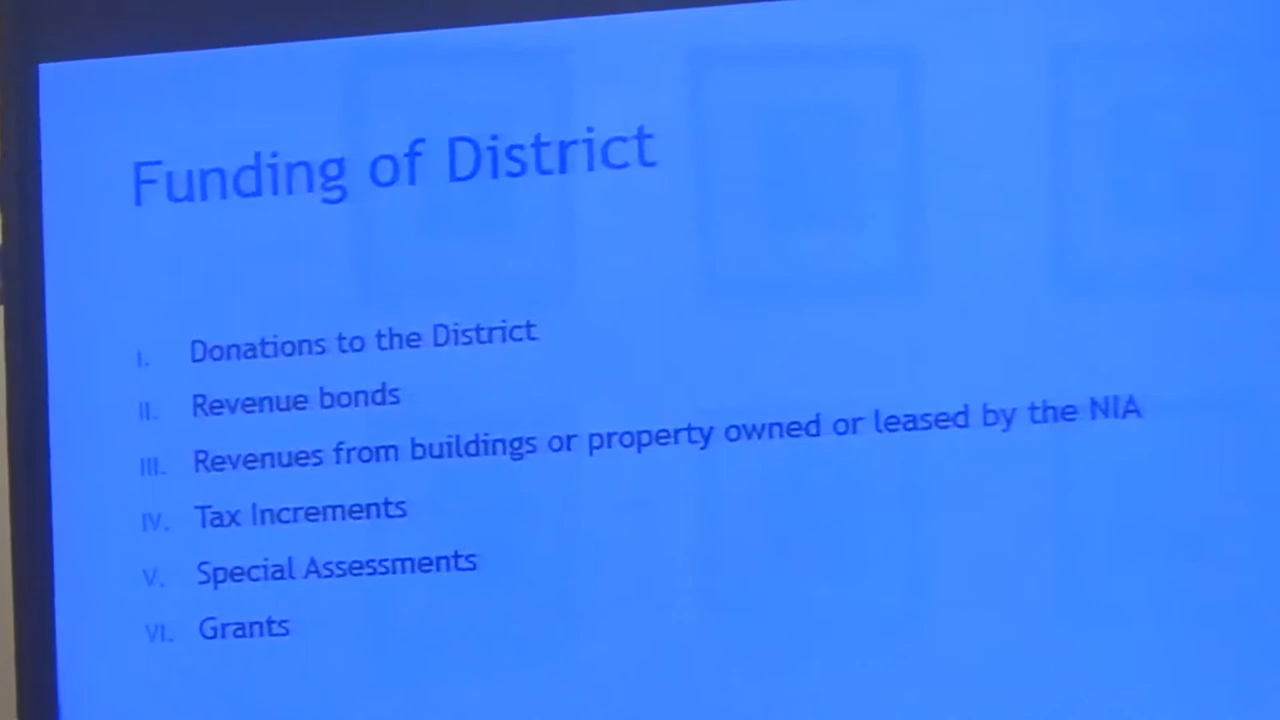 Funding of District
I. Donations to the District
II. Revenue bonds
III. Revenues from buildings or property owned or leased by the NIA
IV. Tax Increments
V. Special Assessments
VI. Grants